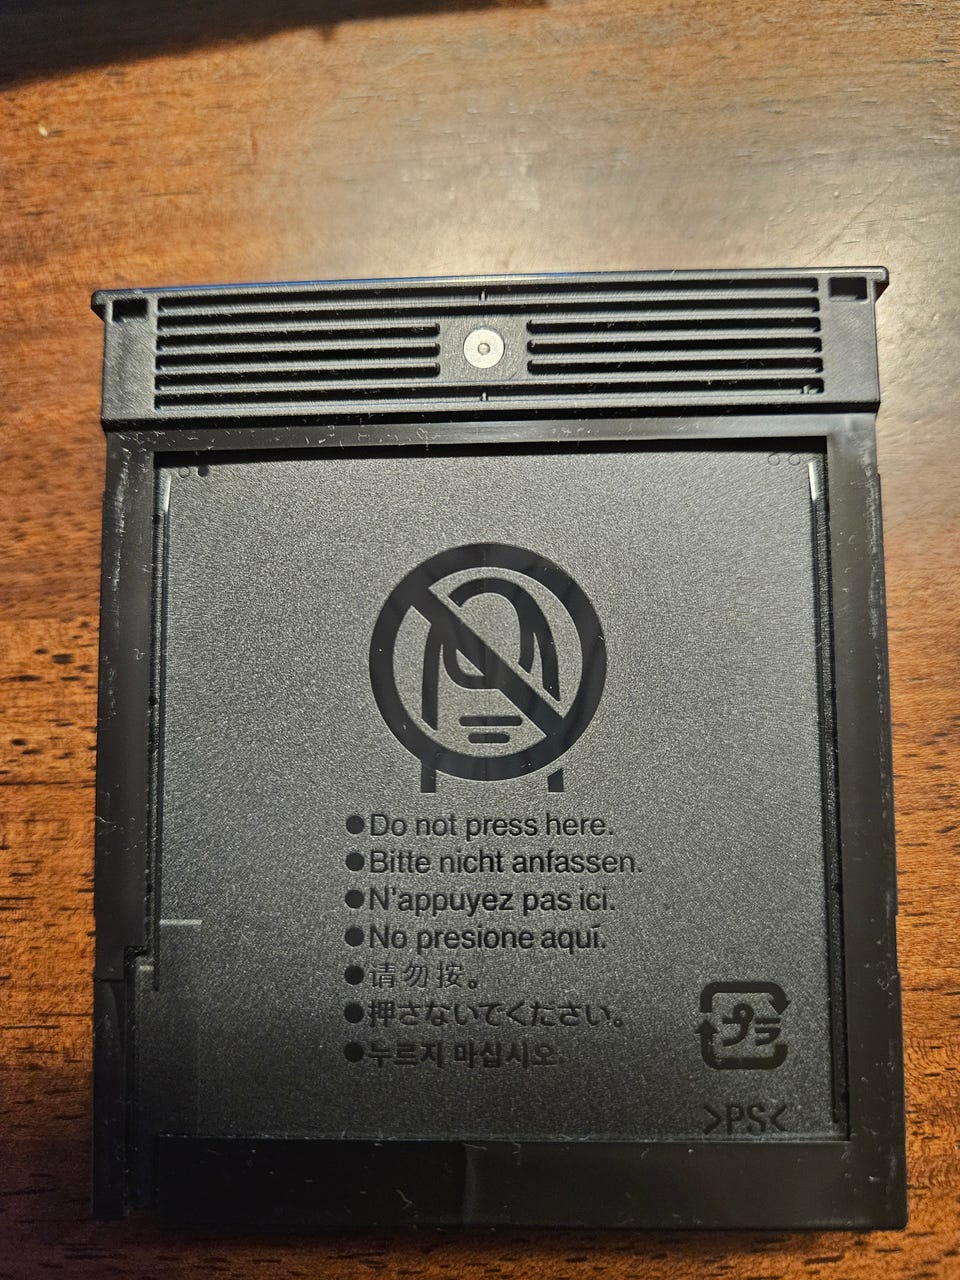 ●Do not press here.
●Bitte nicht anfassen.
●N'appuyez pas ici.
●No presione aquí.
●请勿按。
●押さないでください。
●누르지 마십시오.
プラ
>PS<